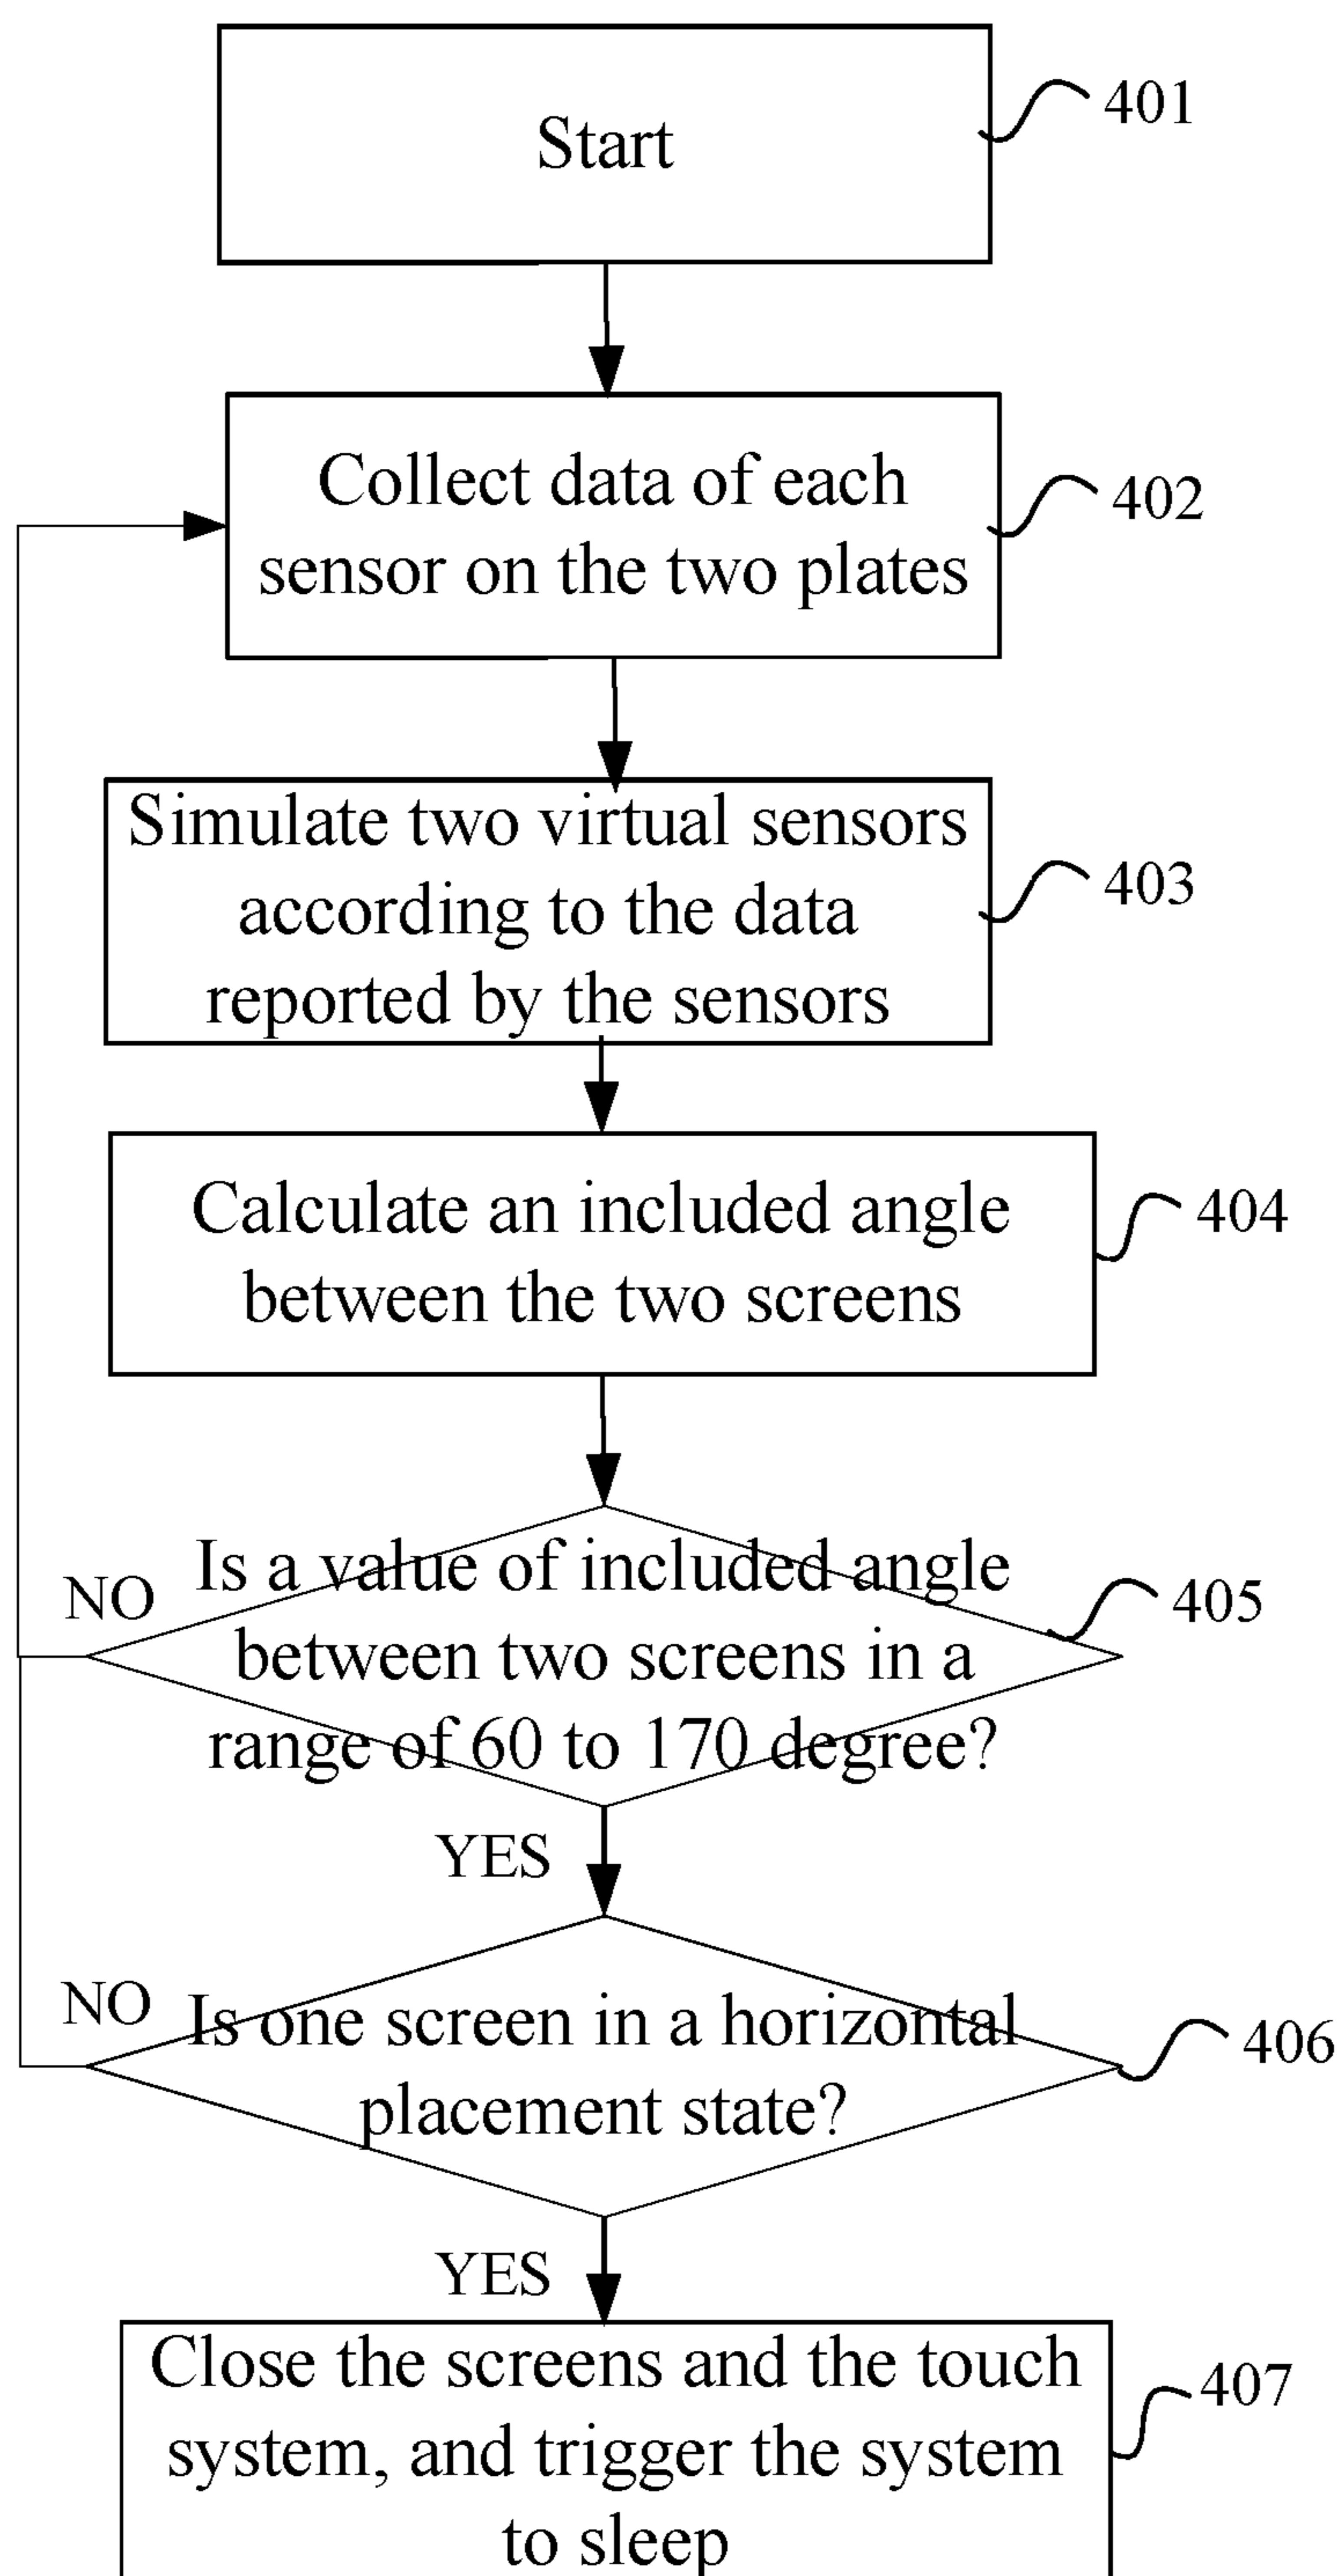 Start
401
Collect data of each
sensor on the two plates
402
Simulate two virtual sensors
according to the data
reported by the sensors
403
Calculate an included angle
between the two screens
404
Is a value of included angle
between two screens in a
range of 60 to 170 degree?
405
NO
YES
Is one screen in a horizontal
placement state?
406
NO
YES
Close the screens and the touch
system, and trigger the system
to sleep
407